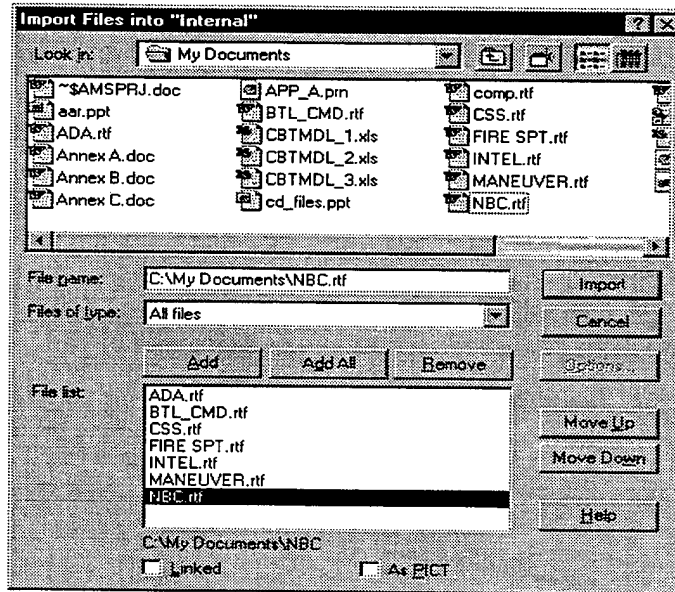 Import Files into "Internal"
Look in: My Documents
~$AMSPRJ.doc APP_A.prn comp.rtf
aar.ppt BTL_CMD.rtf CSS.rtf
ADA.rtf CBTMDL_1.xls FIRE SPT.rtf
Annex A.doc CBTMDL_2.xls INTEL.rtf
Annex B.doc CBTMDL_3.xls MANEUVER.rtf
Annex C.doc cd_files.ppt NBC.rtf
File name: C:\My Documents\NBC.rtf Import
Files of type: All files Cancel
Add Add All Remove Options...
File list:
ADA.rtf
BTL_CMD.rtf
CSS.rtf Move Up
FIRE SPT.rtf
INTEL.rtf Move Down
MANEUVER.rtf
NBC.rtf
Help
C:\My Documents\NBC
Linked As PICT